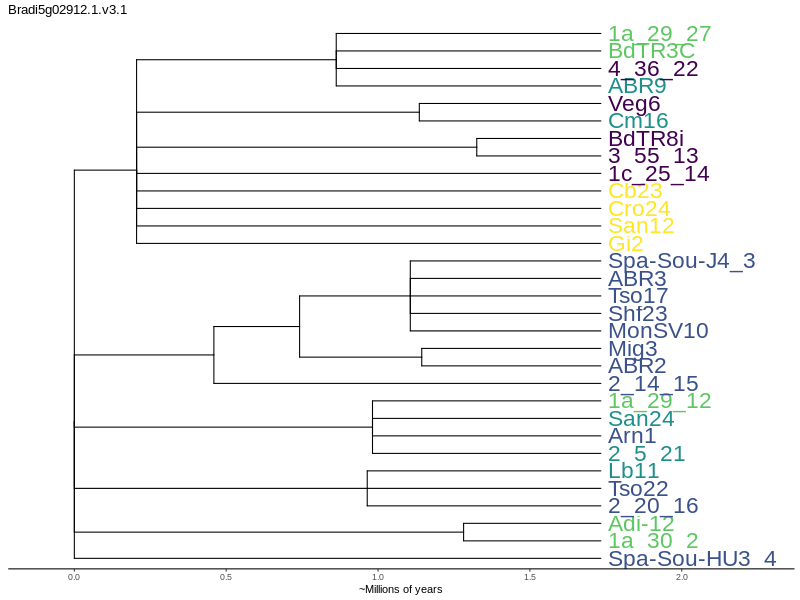 Bradi5g02912.1.v3.1
1a_29_27
BdTR3C
4_36_22
ABR9
Veg6
Cm16
BdTR8i
3_55_13
1c_25_14
Cb23
Cro24
San12
Gi2
Spa-Sou-J4_3
ABR3
Tso17
Shf23
MonSV10
Mig3
ABR2
2_14_15
1a_29_12
San24
Arn1
2_5_21
Lb11
Tso22
2_20_16
Adi-12
1a_30_2
Spa-Sou-HU3_4
0.0 0.5 1.0 1.5 2.0
~Millions of years